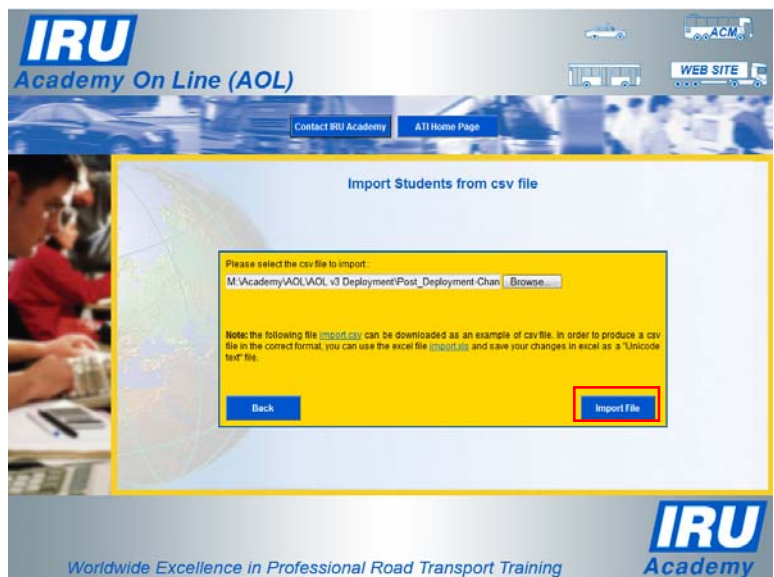 IRU
Academy On Line (AOL)
ACM
WEB SITE
Contact IRU Academy
ATI Home Page
Import Students from csv file
Please select the csv file to import :
M:\Academy\AOL\AOL v3 Deployment\Post_Deployment-Chan
Browse...
Note: the following file import.csv can be downloaded as an example of csv file. In order to produce a csv
file in the correct format, you can use the excel file import.xls and save your changes in excel as a "Unicode
text" file.
Back
Import File
IRU
Worldwide Excellence in Professional Road Transport Training
Academy